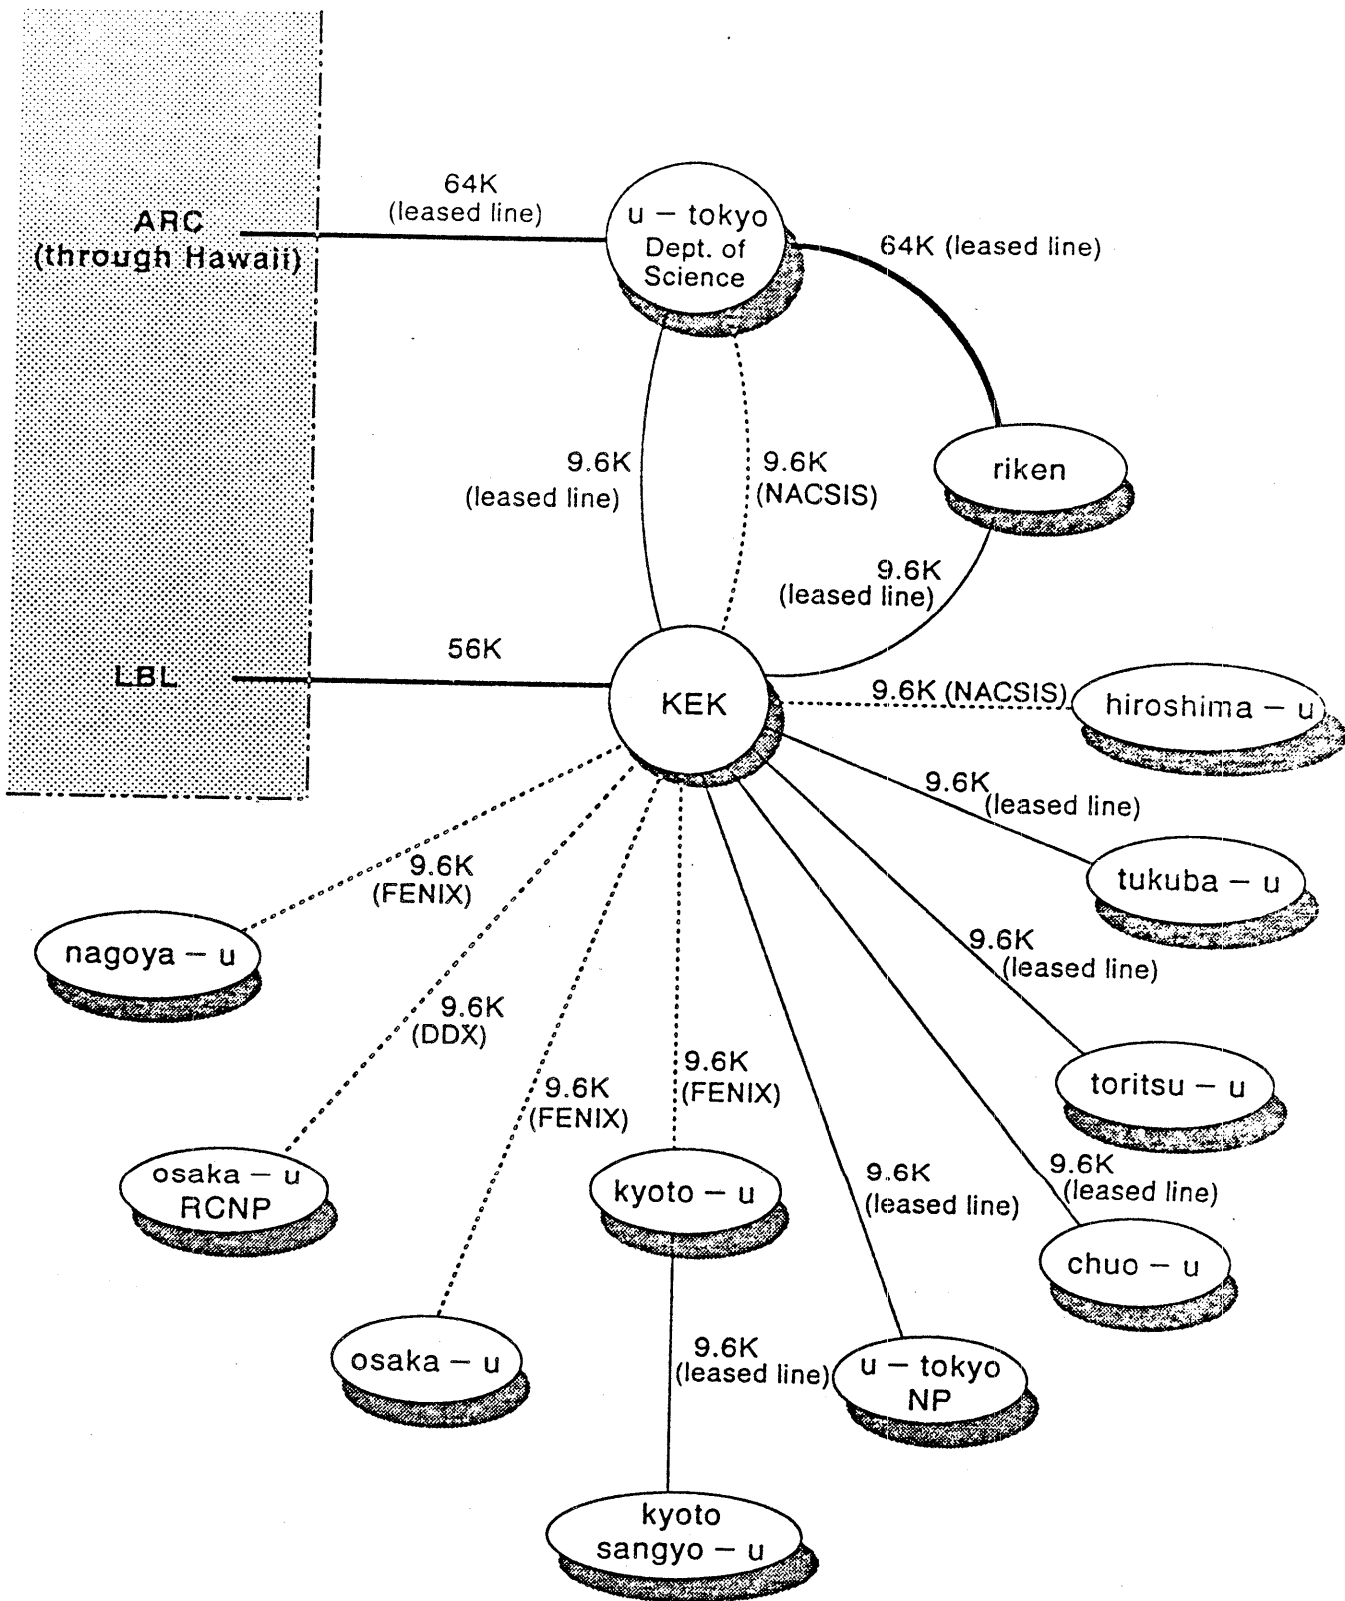 64K
(leased line)
ARC
(through Hawaii)
u – tokyo
Dept. of
Science
64K (leased line)
9.6K
(leased line)
9.6K
(NACSIS)
riken
9.6K
(leased line)
LBL
56K
KEK
9.6K (NACSIS)
hiroshima – u
9.6K
(leased line)
tukuba – u
9.6K
(FENIX)
nagoya – u
9.6K
(leased line)
9.6K
(DDX)
9.6K
(FENIX)
9.6K
(FENIX)
toritsu – u
osaka – u
RCNP
kyoto – u
9.6K
(leased line)
9.6K
(leased line)
chuo – u
osaka – u
9.6K
(leased line)
u – tokyo
NP
kyoto
sangyo – u